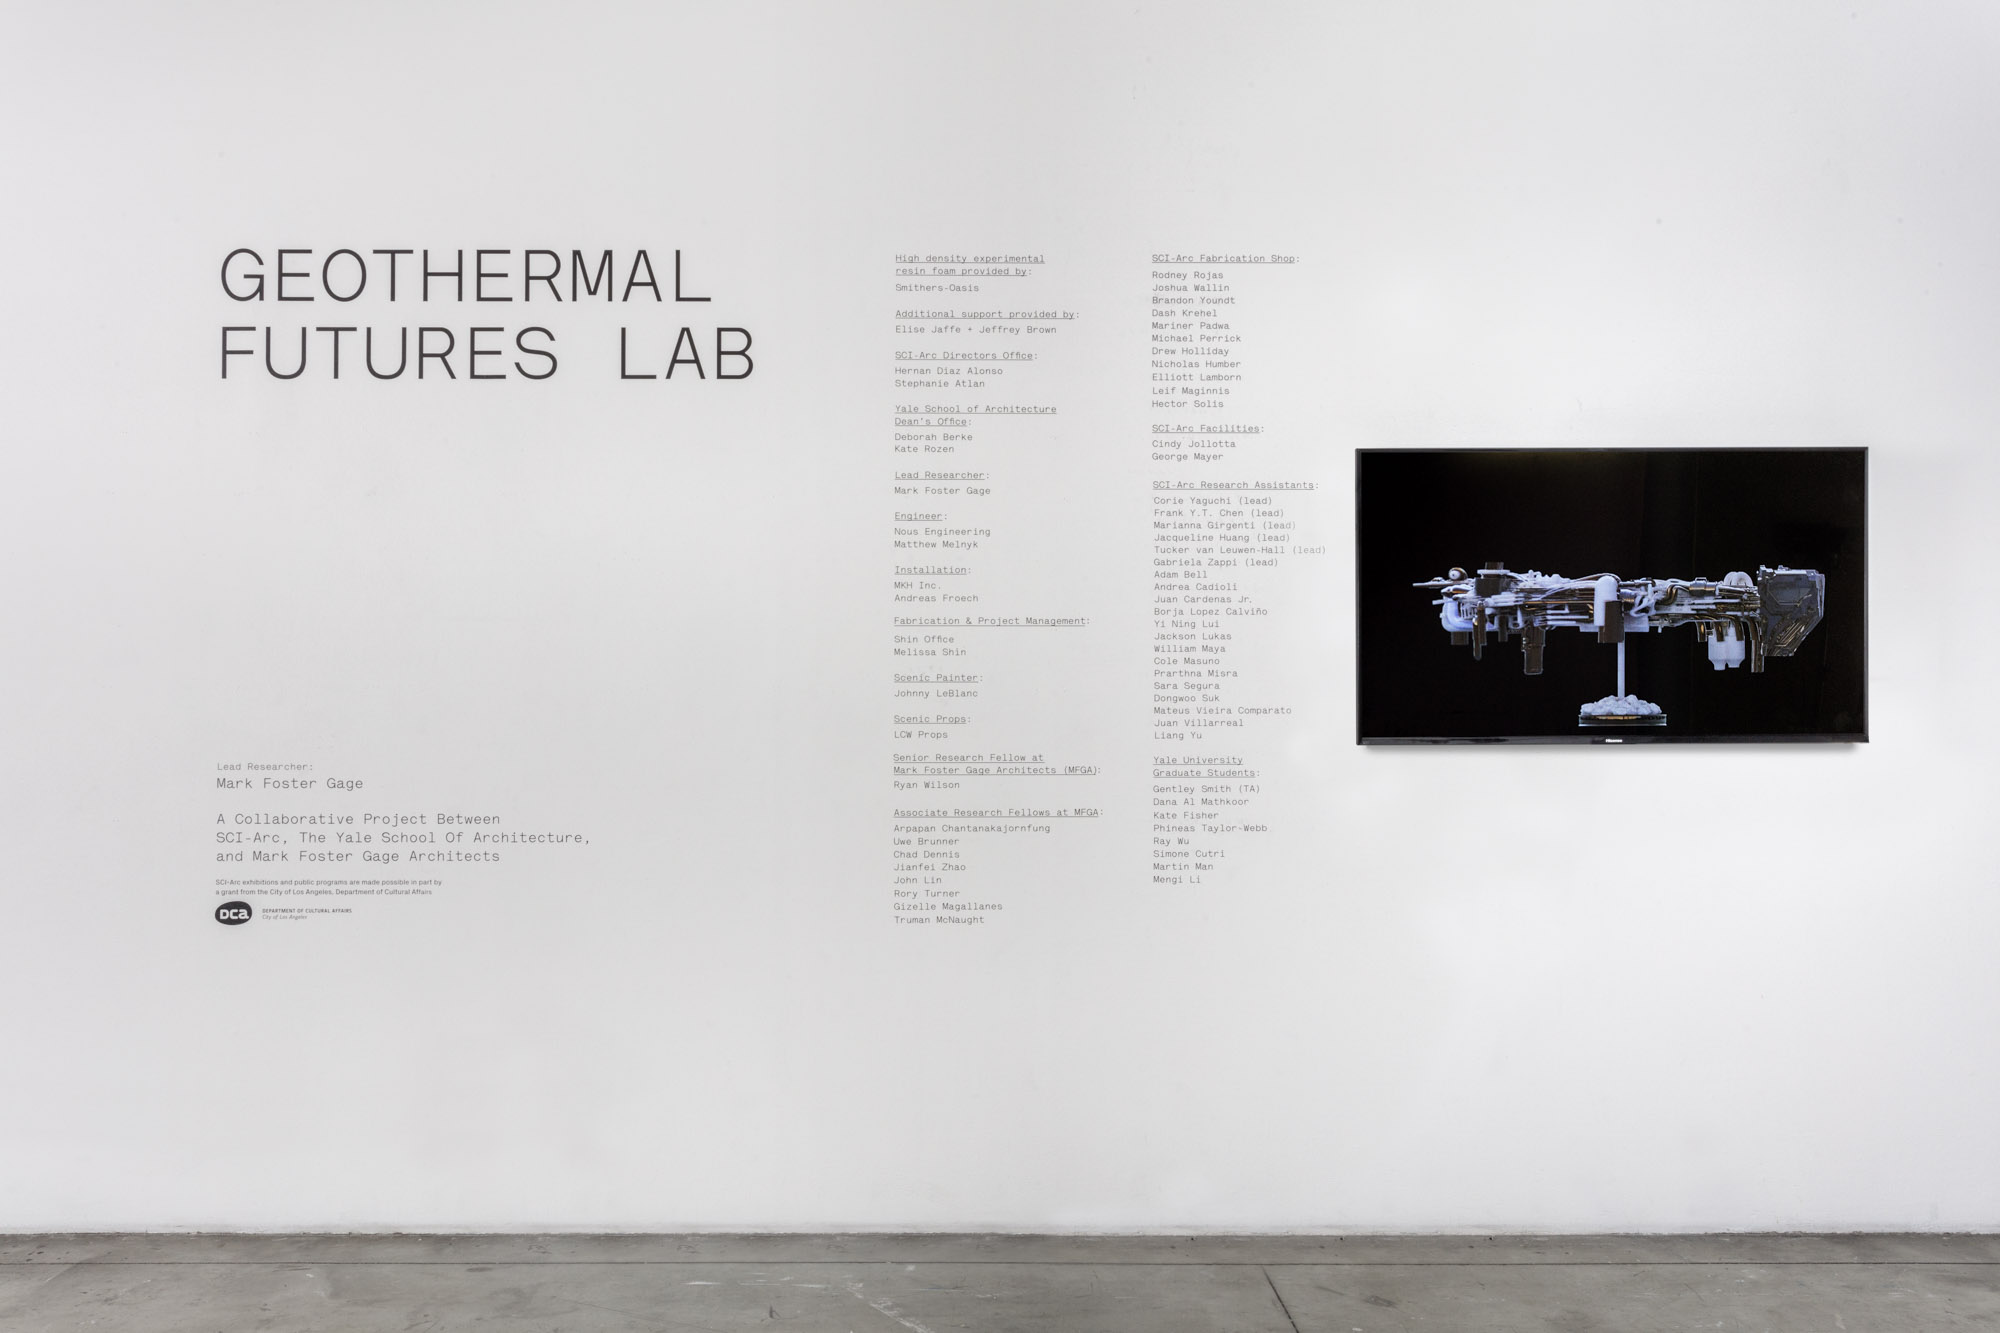 GEOTHERMAL
FUTURES LAB
Lead Researcher:
Mark Foster Gage
A Collaborative Project Between
SCI-Arc, The Yale School Of Architecture,
and Mark Foster Gage Architects
SCI-Arc exhibitions and public programs are made possible in part by
a grant from the City of Los Angeles, Department of Cultural Affairs
DCa
DEPARTMENT OF CULTURAL AFFAIRS
City of Los Angeles
High density experimental
resin foam provided by:
Smithers-Oasis
Additional support provided by:
Elise Jaffe + Jeffrey Brown
SCI-Arc Directors Office:
Hernan Diaz Alonso
Stephanie Atlan
Yale School of Architecture
Dean's Office:
Deborah Berke
Kate Rozen
Lead Researcher:
Mark Foster Gage
Engineer:
Nous Engineering
Matthew Melnyk
Installation:
MKH Inc.
Andreas Froech
Fabrication & Project Management:
Shin Office
Melissa Shin
Scenic Painter:
Johnny LeBlanc
Scenic Props:
LCW Props
Senior Research Fellow at
Mark Foster Gage Architects (MFGA):
Ryan Wilson
Associate Research Fellows at MFGA:
Arpapan Chantanakajornfung
Uwe Brunner
Chad Dennis
Jianfei Zhao
John Lin
Rory Turner
Gizelle Magallanes
Truman McNaught
SCI-Arc Fabrication Shop:
Rodney Rojas
Joshua Wallin
Brandon Youndt
Dash Krehel
Mariner Padwa
Michael Perrick
Drew Holliday
Nicholas Humber
Elliott Lamborn
Leif Maginnis
Hector Solis
SCI-Arc Facilities:
Cindy Jollotta
George Mayer
SCI-Arc Research Assistants:
Corie Yaguchi (lead)
Frank Y.T. Chen (lead)
Marianna Girgenti (lead)
Jacqueline Huang (lead)
Tucker van Leuwen-Hall (lead)
Gabriela Zappi (lead)
Adam Bell
Andrea Cadioli
Juan Cardenas Jr.
Borja Lopez Calviño
Yi Ning Lui
Jackson Lukas
William Maya
Cole Masuno
Prarthna Misra
Sara Segura
Dongwoo Suk
Mateus Vieira Comparato
Juan Villarreal
Liang Yu
Yale University
Graduate Students:
Gentley Smith (TA)
Dana Al Mathkoor
Kate Fisher
Phineas Taylor-Webb
Ray Wu
Simone Cutri
Martin Man
Mengi Li
Hisense